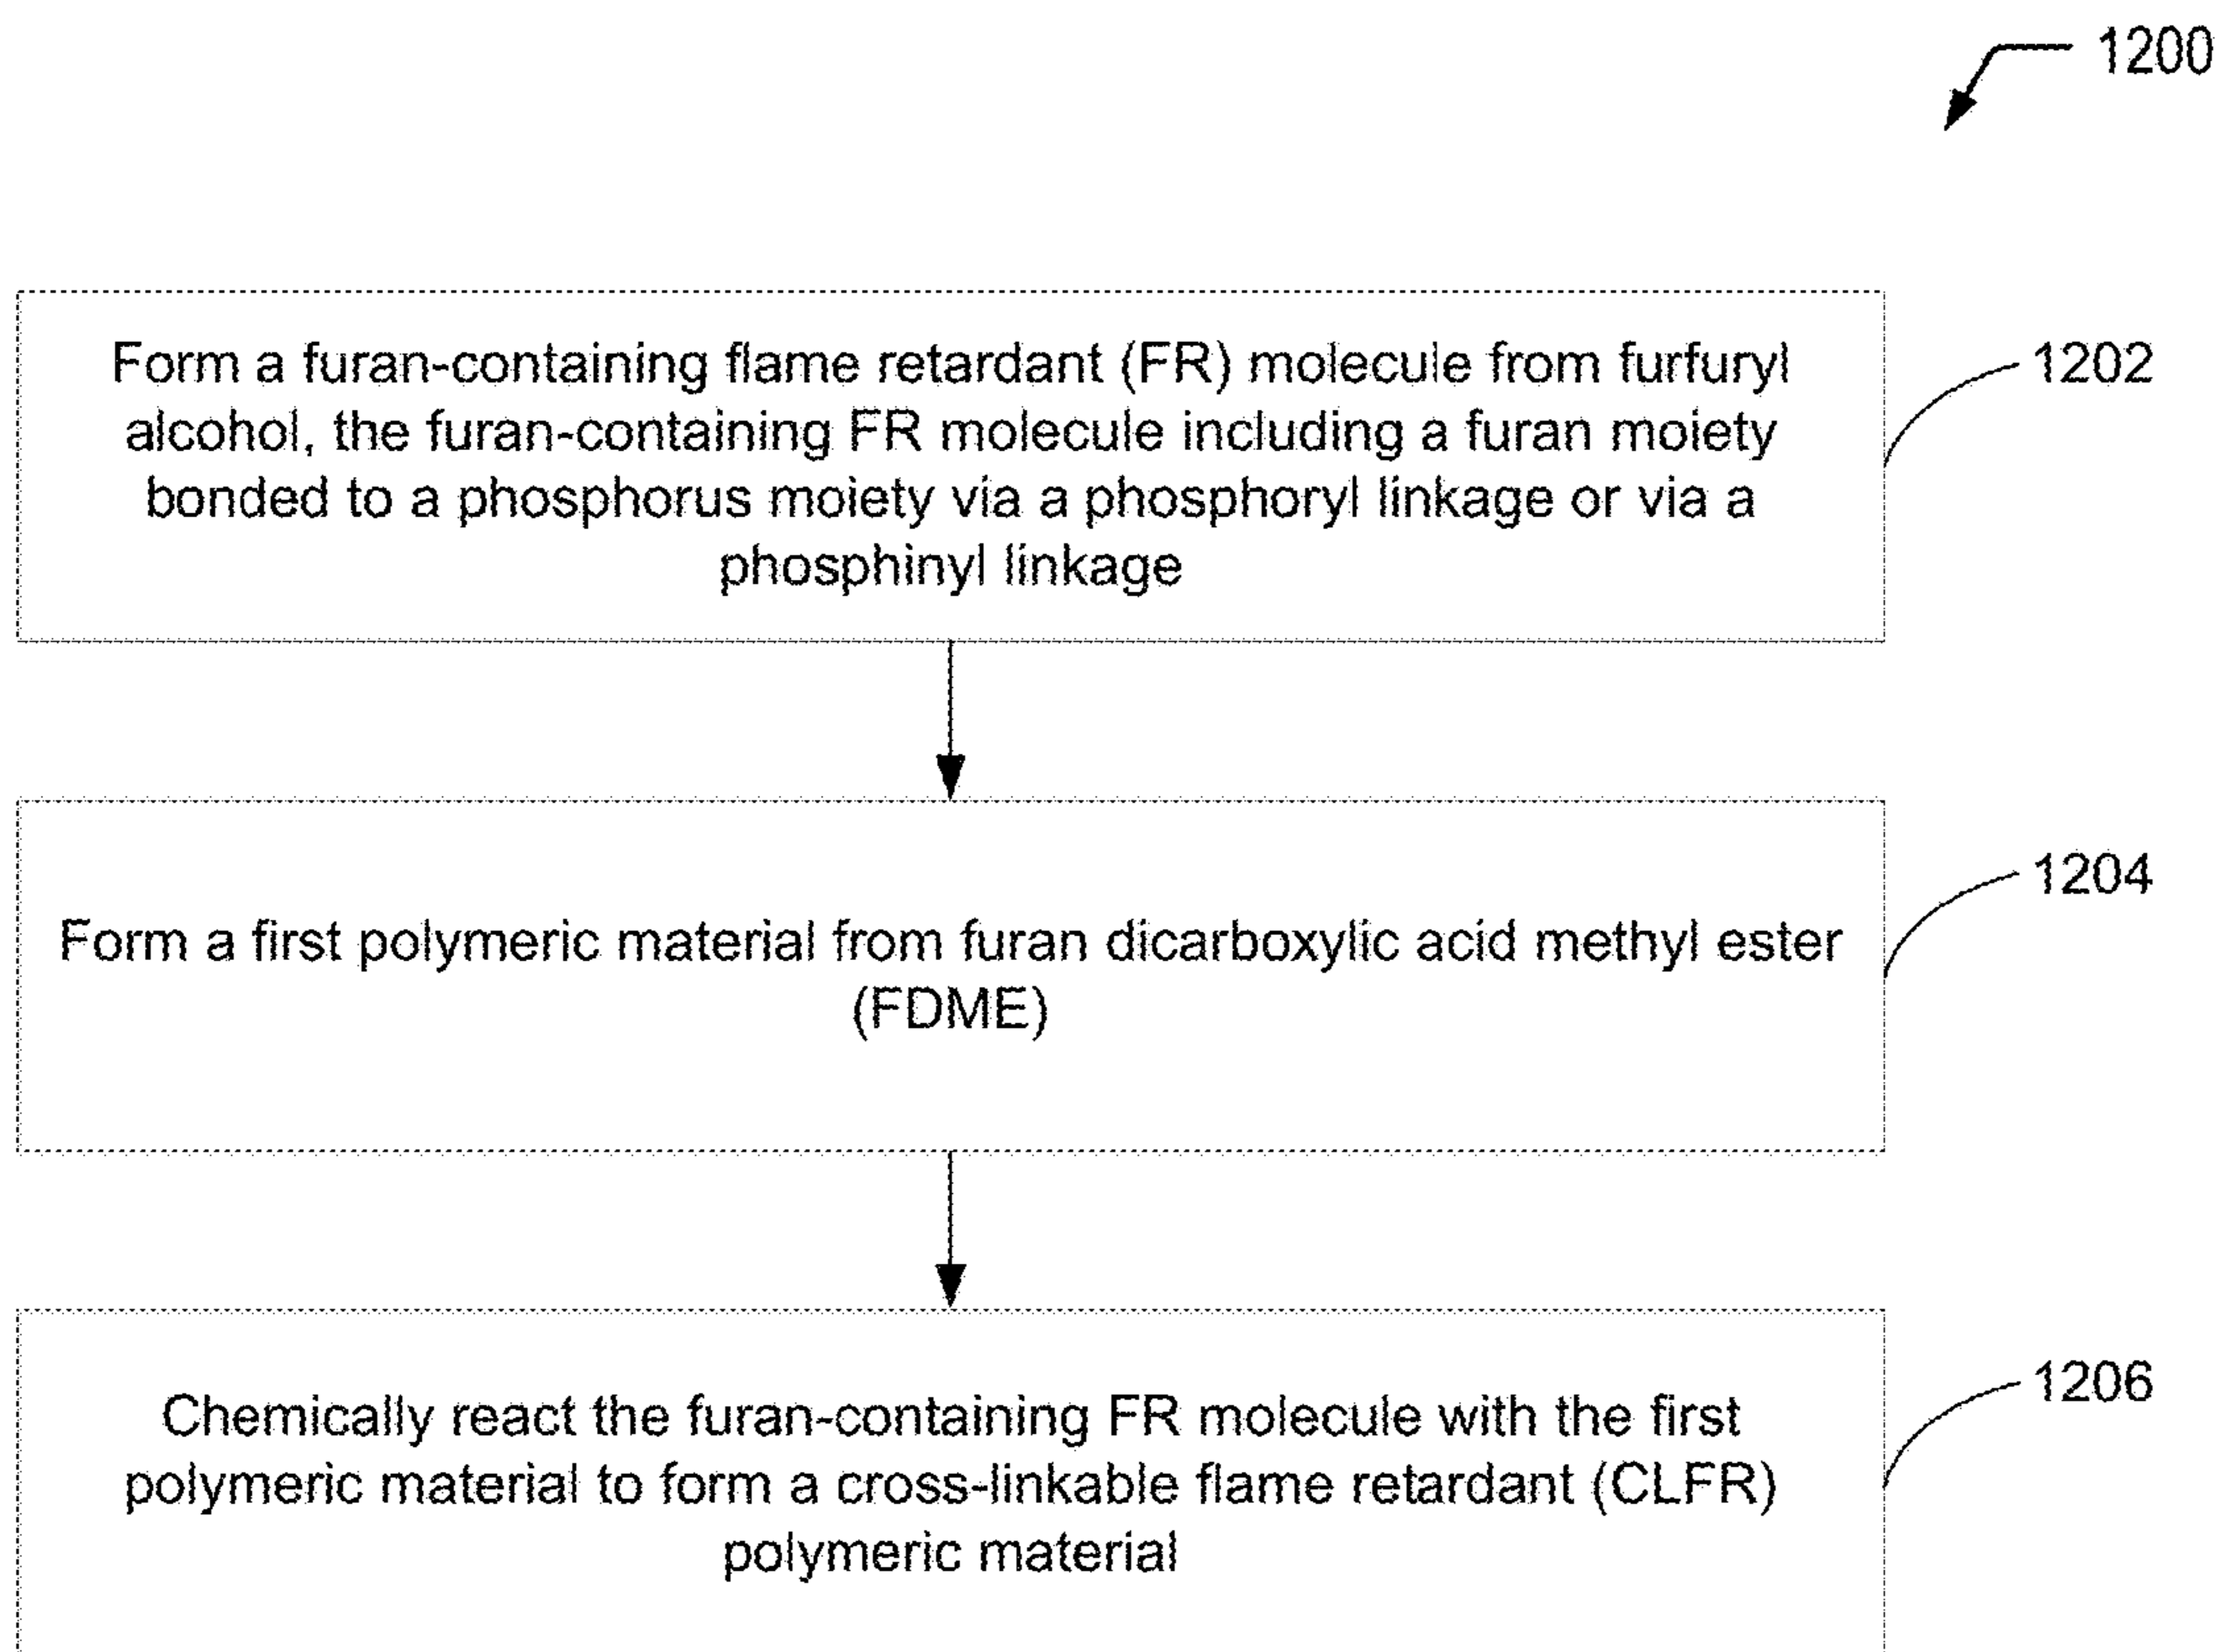 1200
Form a furan-containing flame retardant (FR) molecule from furfuryl
alcohol, the furan-containing FR molecule including a furan moiety
bonded to a phosphorus moiety via a phosphoryl linkage or via a
phosphinyl linkage
1202
Form a first polymeric material from furan dicarboxylic acid methyl ester
(FDME)
1204
Chemically react the furan-containing FR molecule with the first
polymeric material to form a cross-linkable flame retardant (CLFR)
polymeric material
1206